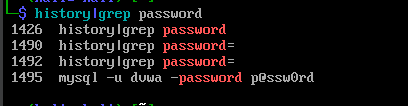 $ history|grep password
1426 history|grep password
1490 history|grep password=
1492 history|grep password=
1495 mysql -u duwa -password p@ssw0rd